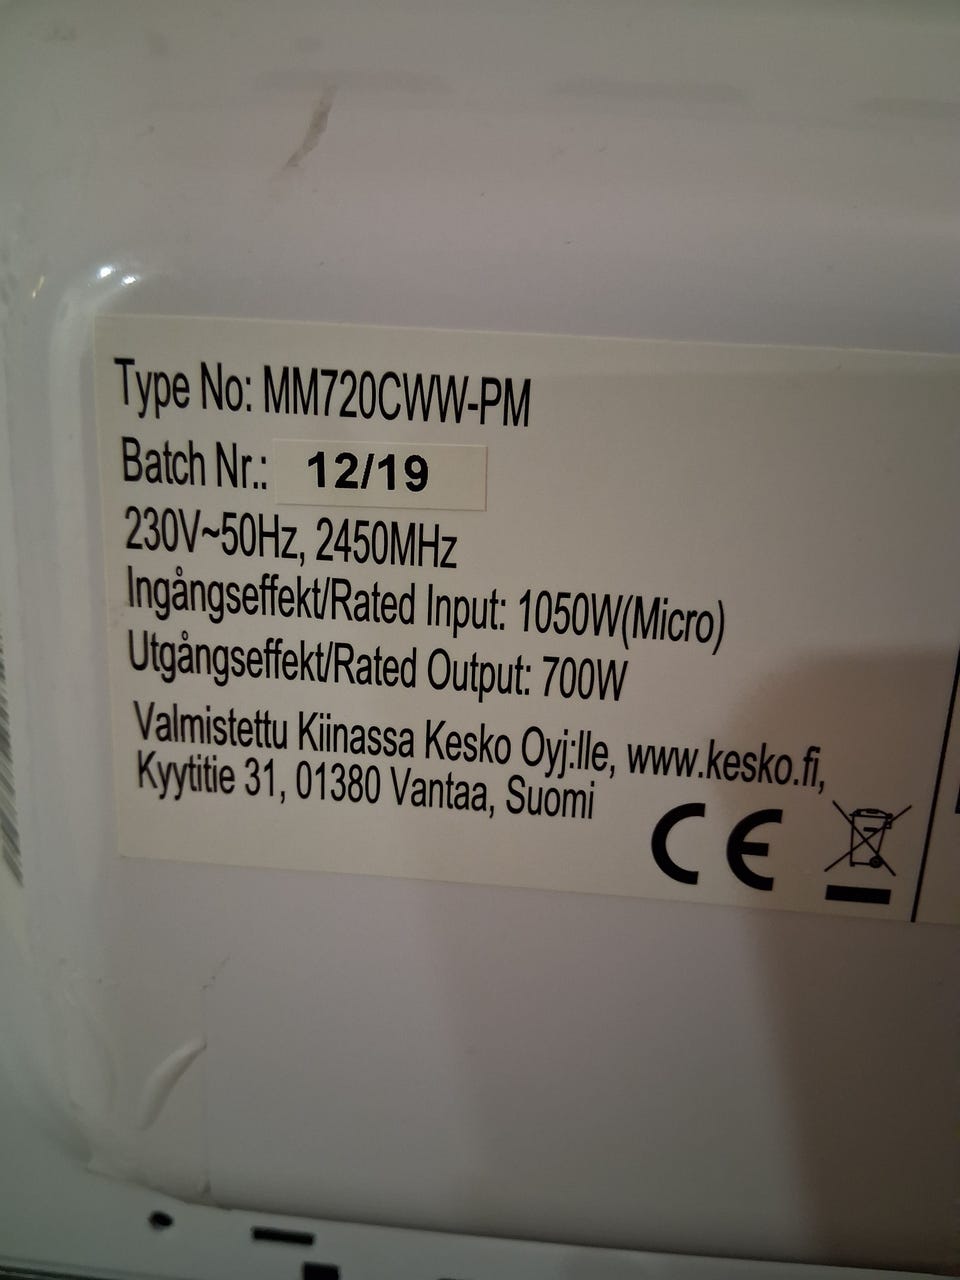 Type No: MM720CWW-PM
Batch Nr.: 12/19
230V~50Hz, 2450MHz
Ingångseffekt/Rated Input: 1050W(Micro)
Utgångseffekt/Rated Output: 700W
Valmistettu Kiinassa Kesko Oyj:lle, www.kesko.fi,
Kyytitie 31, 01380 Vantaa, Suomi
CE